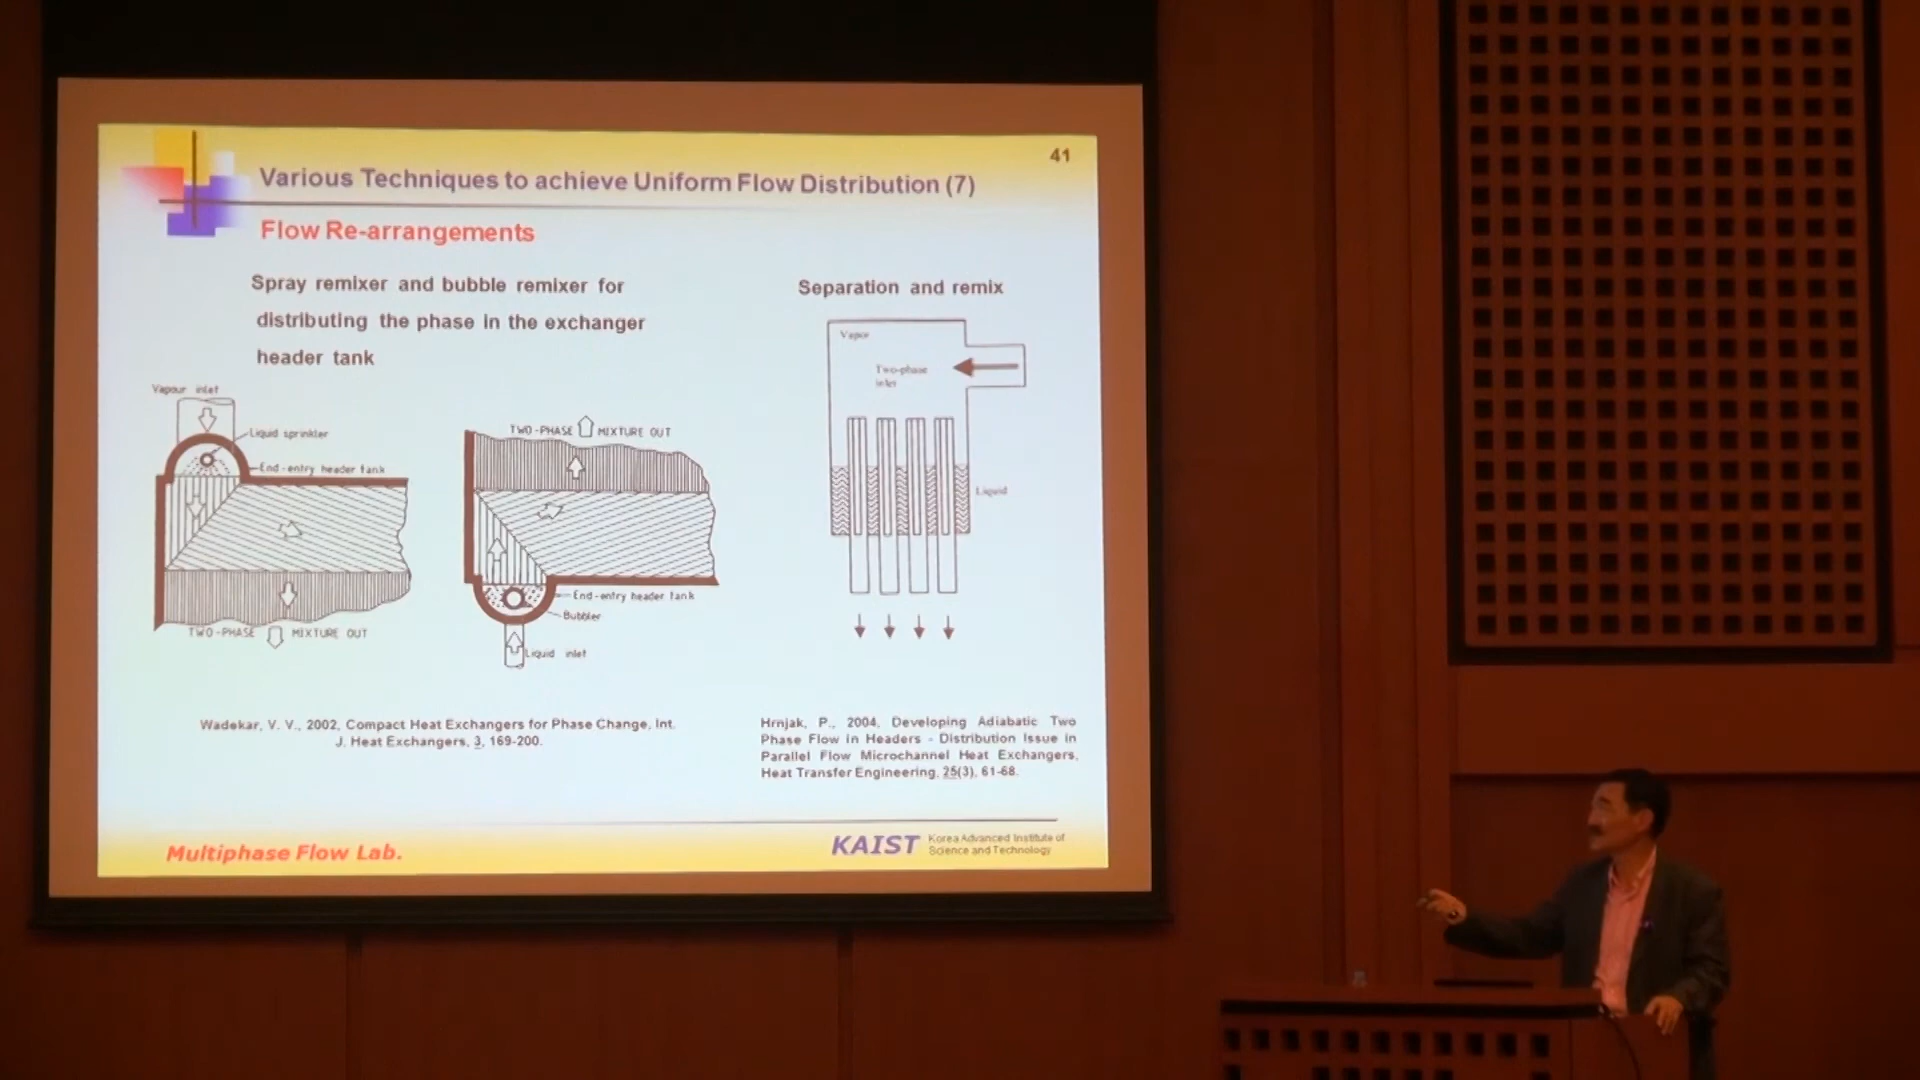 41
Various Techniques to achieve Uniform Flow Distribution (7)
Flow Re-arrangements
Spray remixer and bubble remixer for
distributing the phase in the exchanger
header tank
Separation and remix
Vapour inlet
Liquid sprinkler
End-entry header tank
TWO-PHASE MIXTURE OUT
TWO-PHASE MIXTURE OUT
End-entry header tank
Bubbler
Liquid inlet
Vapor
Two-phase
inlet
Liquid
Wadekar, V. V., 2002, Compact Heat Exchangers for Phase Change, Int.
J. Heat Exchangers, 3, 169-200.
Hrnjak, P., 2004, Developing Adiabatic Two
Phase Flow in Headers - Distribution Issue in
Parallel Flow Microchannel Heat Exchangers,
Heat Transfer Engineering, 25(3), 61-68.
Multiphase Flow Lab.
KAIST
Korea Advanced Institute of
Science and Technology